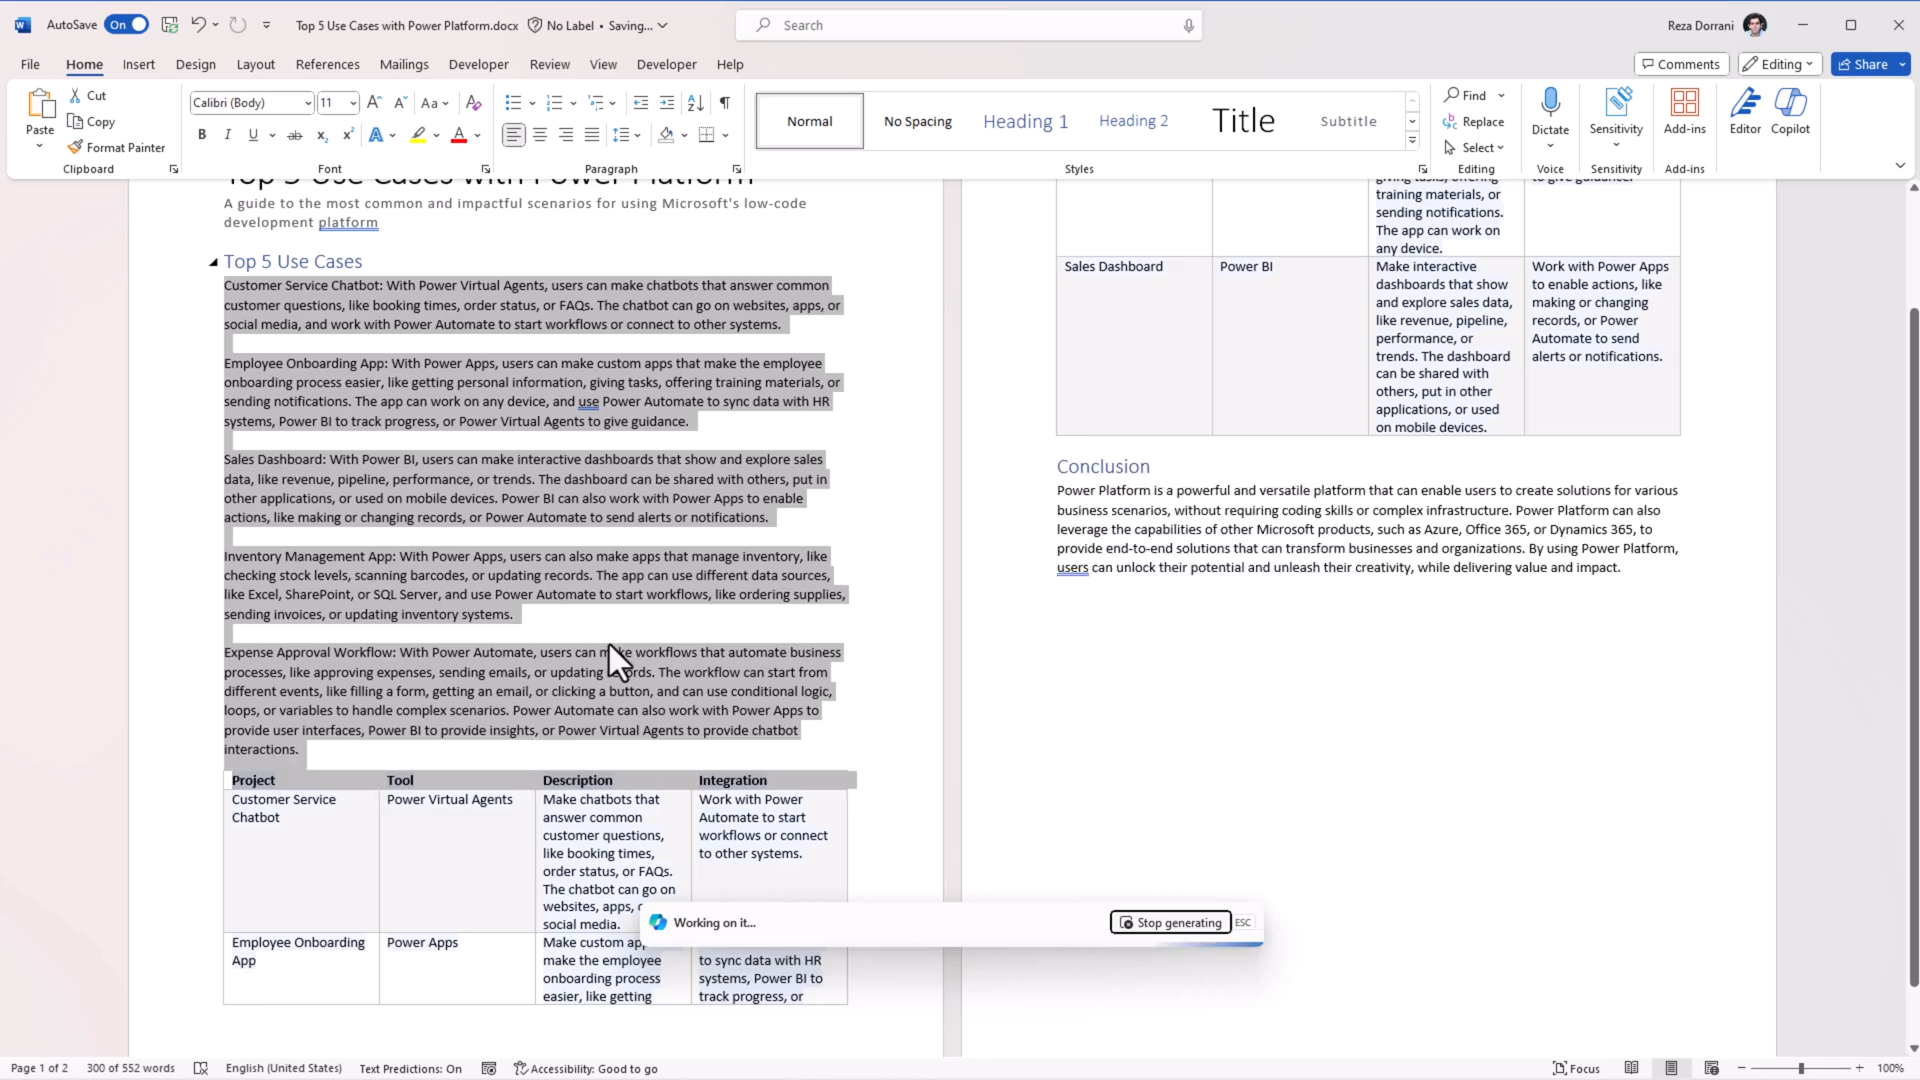 AutoSave On Top 5 Use Cases with Power Platform.docx No Label • Saving... Search Reza Dorrani
File Home Insert Design Layout References Mailings Developer Review View Developer Help Comments Editing Share
Paste Cut Copy Format Painter
Calibri (Body) 11 Aa
B I U ab x₂ x² A A
Normal No Spacing Heading 1 Heading 2 Title Subtitle
Find Replace Select
Dictate Sensitivity Add-ins Editor Copilot
Clipboard Font Paragraph Styles Editing Voice Sensitivity Add-ins
Top 5 Use Cases with Power Platform
A guide to the most common and impactful scenarios for using Microsoft's low-code
development platform
Top 5 Use Cases
Customer Service Chatbot: With Power Virtual Agents, users can make chatbots that answer common
customer questions, like booking times, order status, or FAQs. The chatbot can go on websites, apps, or
social media, and work with Power Automate to start workflows or connect to other systems.
Employee Onboarding App: With Power Apps, users can make custom apps that make the employee
onboarding process easier, like getting personal information, giving tasks, offering training materials, or
sending notifications. The app can work on any device, and use Power Automate to sync data with HR
systems, Power BI to track progress, or Power Virtual Agents to give guidance.
Sales Dashboard: With Power BI, users can make interactive dashboards that show and explore sales
data, like revenue, pipeline, performance, or trends. The dashboard can be shared with others, put in
other applications, or used on mobile devices. Power BI can also work with Power Apps to enable
actions, like making or changing records, or Power Automate to send alerts or notifications.
Inventory Management App: With Power Apps, users can also make apps that manage inventory, like
checking stock levels, scanning barcodes, or updating records. The app can use different data sources,
like Excel, SharePoint, or SQL Server, and use Power Automate to start workflows, like ordering supplies,
sending invoices, or updating inventory systems.
Expense Approval Workflow: With Power Automate, users can make workflows that automate business
processes, like approving expenses, sending emails, or updating records. The workflow can start from
different events, like filling a form, getting an email, or clicking a button, and can use conditional logic,
loops, or variables to handle complex scenarios. Power Automate can also work with Power Apps to
provide user interfaces, Power BI to provide insights, or Power Virtual Agents to provide chatbot
interactions.
Project Tool Description Integration
Customer Service
Chatbot
Power Virtual Agents
Make chatbots that
answer common
customer questions,
like booking times,
order status, or FAQs.
The chatbot can go on
websites, apps,
social media.
Work with Power
Automate to start
workflows or connect
to other systems.
Employee Onboarding
App
Power Apps
Make custom
make the employee
onboarding process
easier, like getting
to sync data with HR
systems, Power BI to
track progress, or
giving tasks, offering
training materials, or
sending notifications.
The app can work on
any device.
to give guidance.
Sales Dashboard
Power BI
Make interactive
dashboards that show
and explore sales data,
like revenue, pipeline,
performance, or
trends. The dashboard
can be shared with
others, put in other
applications, or used
on mobile devices.
Work with Power Apps
to enable actions, like
making or changing
records, or Power
Automate to send
alerts or notifications.
Conclusion
Power Platform is a powerful and versatile platform that can enable users to create solutions for various
business scenarios, without requiring coding skills or complex infrastructure. Power Platform can also
leverage the capabilities of other Microsoft products, such as Azure, Office 365, or Dynamics 365, to
provide end-to-end solutions that can transform businesses and organizations. By using Power Platform,
users can unlock their potential and unleash their creativity, while delivering value and impact.
Working on it... Stop generating ESC
Page 1 of 2 300 of 552 words English (United States) Text Predictions: On Accessibility: Good to go Focus 100%